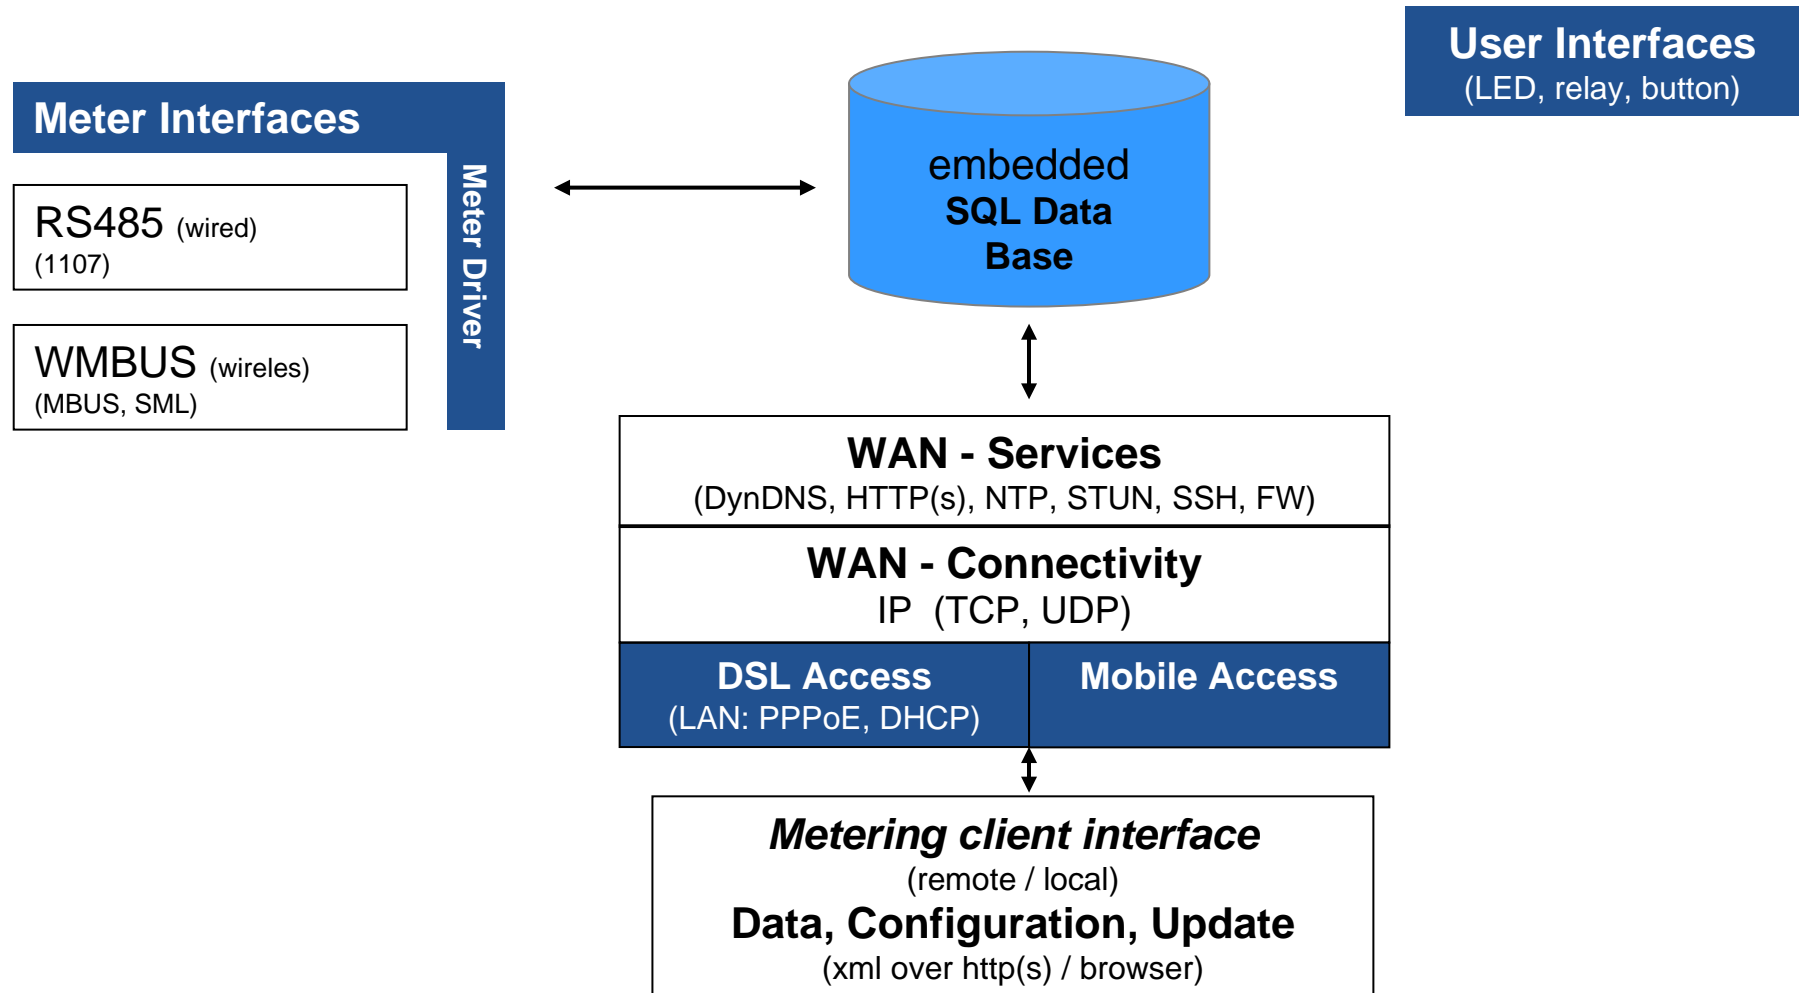 User Interfaces
(LED, relay, button)
Meter Interfaces
Meter Driver
RS485 (wired)
(1107)
WMBUS (wireles)
(MBUS, SML)
embedded
SQL Data
Base
WAN - Services
(DynDNS, HTTP(s), NTP, STUN, SSH, FW)
WAN - Connectivity
IP (TCP, UDP)
DSL Access
(LAN: PPPoE, DHCP)
Mobile Access
Metering client interface
(remote / local)
Data, Configuration, Update
(xml over http(s) / browser)